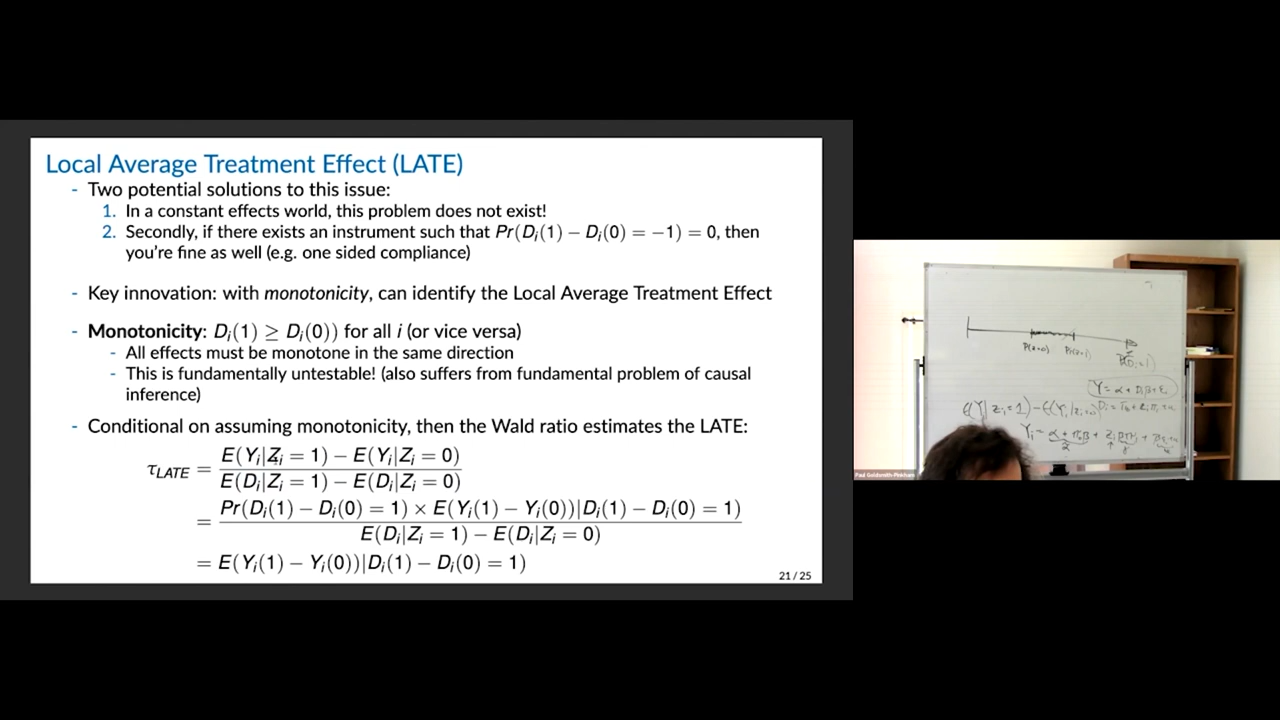 Local Average Treatment Effect (LATE)
- Two potential solutions to this issue:
1. In a constant effects world, this problem does not exist!
2. Secondly, if there exists an instrument such that Pr(Dᵢ(1) − Dᵢ(0) = −1) = 0, then
you're fine as well (e.g. one sided compliance)
- Key innovation: with monotonicity, can identify the Local Average Treatment Effect
- Monotonicity: Dᵢ(1) ≥ Dᵢ(0)) for all i (or vice versa)
- All effects must be monotone in the same direction
- This is fundamentally untestable! (also suffers from fundamental problem of causal
inference)
- Conditional on assuming monotonicity, then the Wald ratio estimates the LATE:
τ_LATE = E(Yᵢ|Zᵢ = 1) − E(Yᵢ|Zᵢ = 0) / E(Dᵢ|Zᵢ = 1) − E(Dᵢ|Zᵢ = 0)
= Pr(Dᵢ(1) − Dᵢ(0) = 1) × E(Yᵢ(1) − Yᵢ(0))|Dᵢ(1) − Dᵢ(0) = 1) / E(Dᵢ|Zᵢ = 1) − E(Dᵢ|Zᵢ = 0)
= E(Yᵢ(1) − Yᵢ(0))|Dᵢ(1) − Dᵢ(0) = 1)
21 / 25
Paul Goldsmith-Pinkham